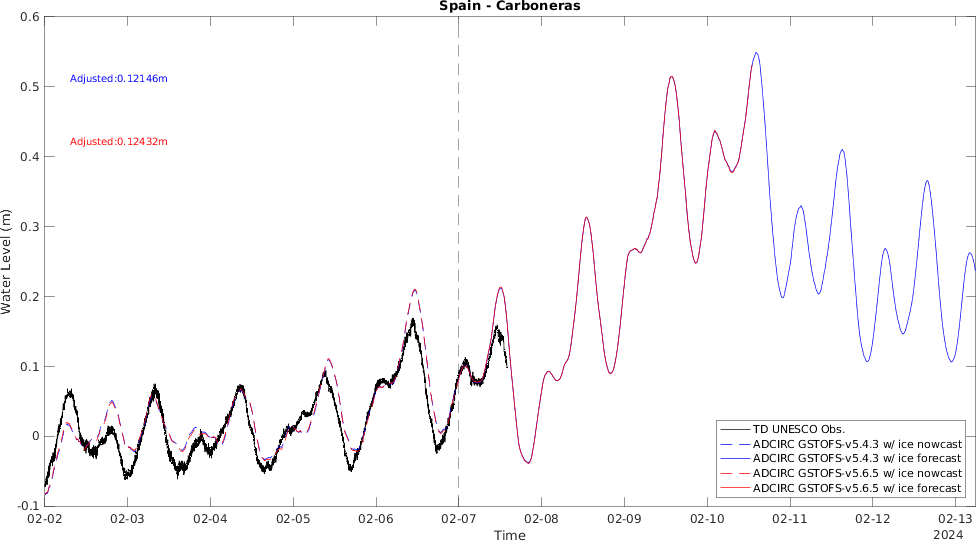 Spain - Carboneras
0.6
0.5
0.4
0.3
0.2
0.1
0
-0.1
Water Level (m)
Adjusted:0.12146m
Adjusted:0.12432m
TD UNESCO Obs.
ADCIRC GSTOFS-v5.4.3 w/ ice nowcast
ADCIRC GSTOFS-v5.4.3 w/ ice forecast
ADCIRC GSTOFS-v5.6.5 w/ ice nowcast
ADCIRC GSTOFS-v5.6.5 w/ ice forecast
02-02 02-03 02-04 02-05 02-06 02-07 02-08 02-09 02-10 02-11 02-12 02-13
Time
2024